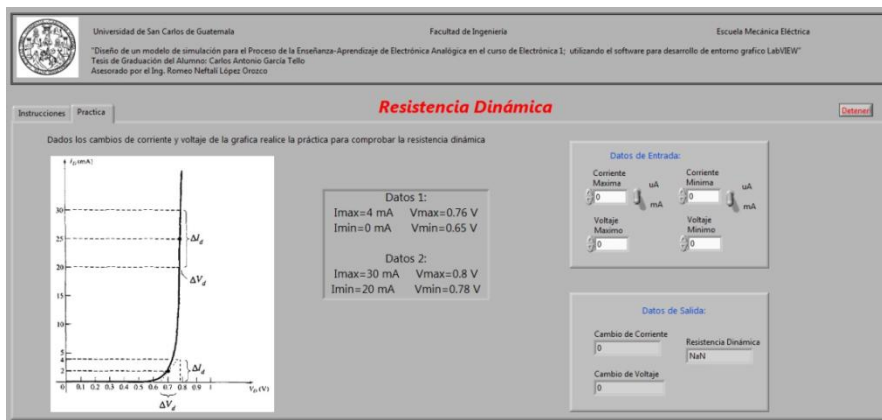 Universidad de San Carlos de Guatemala Facultad de Ingeniería Escuela Mecánica Eléctrica
"Diseño de un modelo de simulación para el Proceso de la Enseñanza-Aprendizaje de Electrónica Analógica en el curso de Electrónica 1; utilizando el software para desarrollo de entorno grafico LabVIEW"
Tesis de Graduación del Alumno: Carlos Antonio García Tello
Asesorado por el Ing. Romeo Neftalí López Orozco
Instrucciones Practica
Resistencia Dinámica
Detener
Dados los cambios de corriente y voltaje de la grafica realice la práctica para comprobar la resistencia dinámica
I_D (mA)
30
25
20
15
10
5
4
2
0 0.1 0.2 0.3 0.4 0.5 0.6 0.7 0.8 0.9 1
V_D (V)
ΔI_d
ΔV_d
ΔI_d
ΔV_d
Datos 1:
Imax=4 mA Vmax=0.76 V
Imin=0 mA Vmin=0.65 V
Datos 2:
Imax=30 mA Vmax=0.8 V
Imin=20 mA Vmin=0.78 V
Datos de Entrada:
Corriente Maxima
0
uA
mA
Corriente Minima
0
uA
mA
Voltaje Maximo
0
Voltaje Minimo
0
Datos de Salida:
Cambio de Corriente
0
Resistencia Dinámica
NaN
Cambio de Voltaje
0